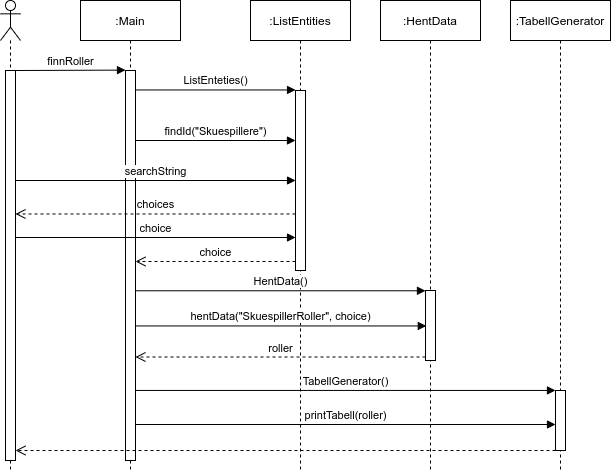 :Main
:ListEntities
:HentData
:TabellGenerator
finnRoller
ListEnteties()
findId("Skuespillere")
searchString
choices
choice
choice
HentData()
hentData("SkuespillerRoller", choice)
roller
TabellGenerator()
printTabell(roller)